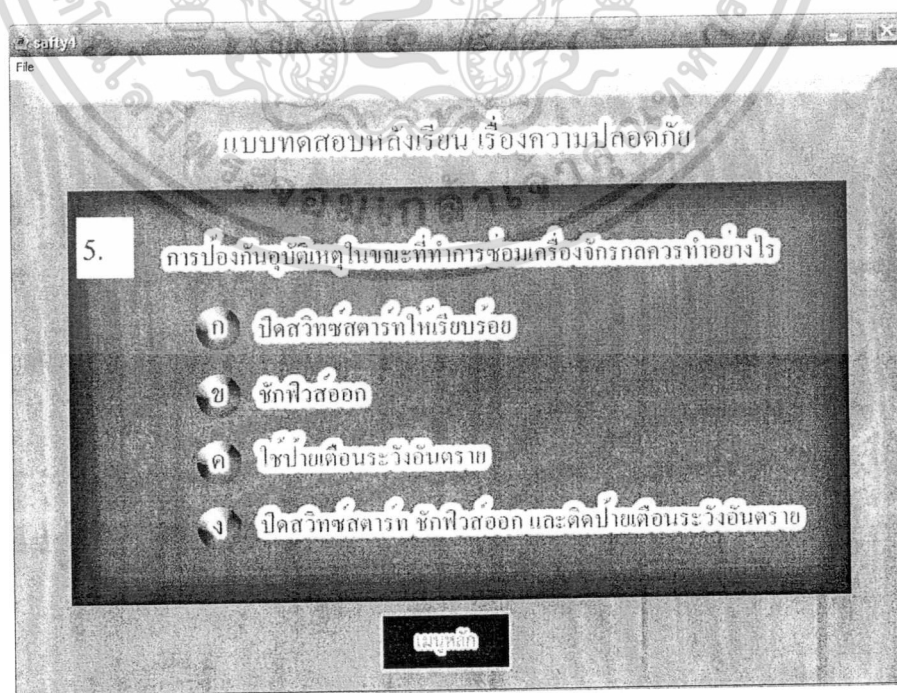 safty4
File
แบบทดสอบหลังเรียน เรื่องความปลอดภัย
5. การป้องกันอุบัติเหตุในขณะที่ทำการซ่อมเครื่องจักรกลควรทำอย่างไร
ก ปิดสวิทซ์สตาร์ทให้เรียบร้อย
ข ชักฟิวส์ออก
ค ใช้ป้ายเตือนระวังอันตราย
ง ปิดสวิทซ์สตาร์ท ชักฟิวส์ออก และติดป้ายเตือนระวังอันตราย
เมนูหลัก